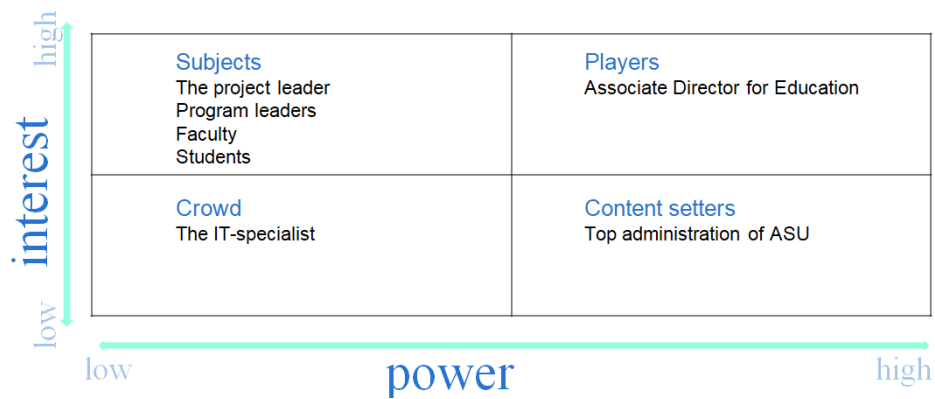 high
Subjects
The project leader
Program leaders
Faculty
Students
Players
Associate Director for Education
interest
Crowd
The IT-specialist
Content setters
Top administration of ASU
low
low
power
high